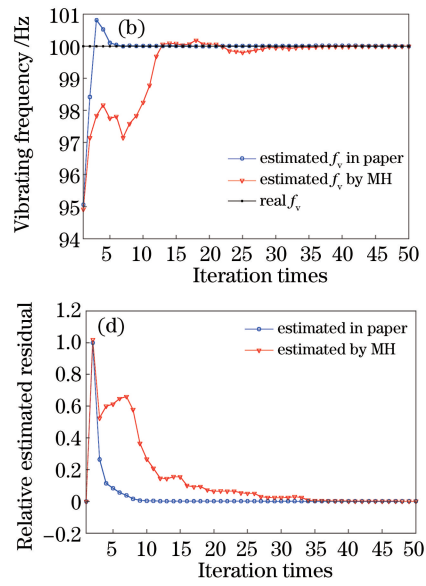 (b)
Vibrating frequency /Hz
101
100
99
98
97
96
95
94
estimated fv in paper
estimated fv by MH
real fv
5 10 15 20 25 30 35 40 45 50
Iteration times
(d)
Relative estimated residual
1.2
1.0
0.8
0.6
0.4
0.2
0
−0.2
estimated in paper
estimated by MH
5 10 15 20 25 30 35 40 45 50
Iteration times